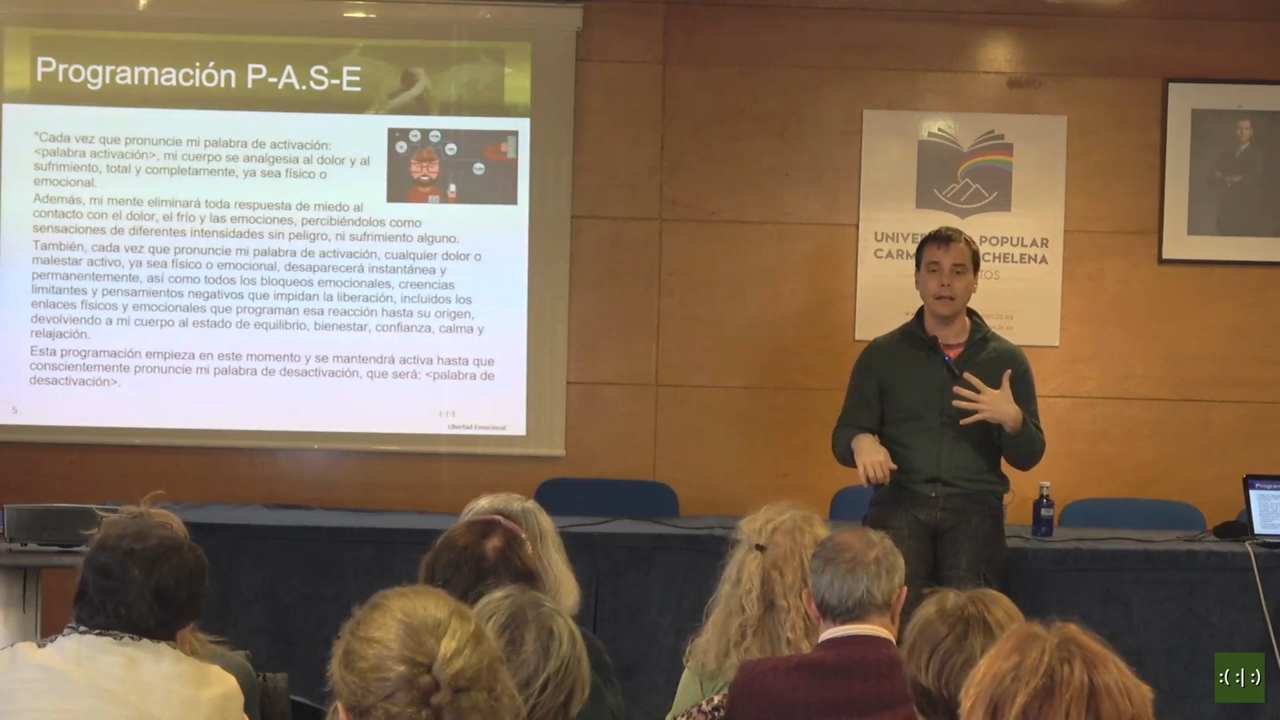 Programación P-A.S-E
"Cada vez que pronuncie mi palabra de activación:
<palabra activación>, mi cuerpo se analgesia al dolor y al
sufrimiento, total y completamente, ya sea físico o
emocional.
Además, mi mente eliminará toda respuesta de miedo al
contacto con el dolor, el frío y las emociones, percibiéndolos como
sensaciones de diferentes intensidades sin peligro, ni sufrimiento alguno.
También, cada vez que pronuncie mi palabra de activación, cualquier dolor o
malestar activo, ya sea físico o emocional, desaparecerá instantánea y
permanentemente, así como todos los bloqueos emocionales, creencias
limitantes y pensamientos negativos que impidan la liberación, incluidos los
enlaces físicos y emocionales que programan esa reacción hasta su origen,
devolviendo a mi cuerpo al estado de equilibrio, bienestar, confianza, calma y
relajación.
Esta programación empieza en este momento y se mantendrá activa hasta que
conscientemente pronuncie mi palabra de desactivación, que será: <palabra de
desactivación>.
5
Libertad Emocional
POPULAR
CHELENA
:( :| :)